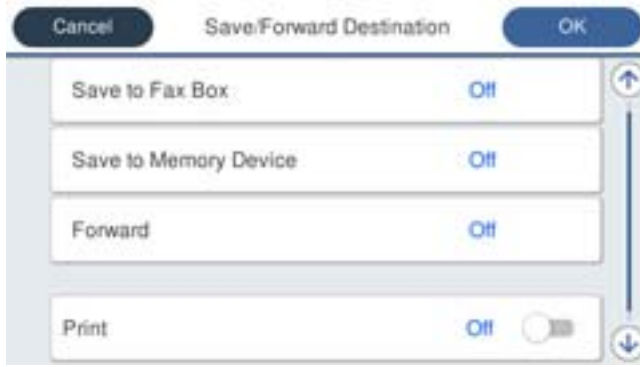 Cancel Save/Forward Destination OK
Save to Fax Box Off
Save to Memory Device Off
Forward Off
Print Off